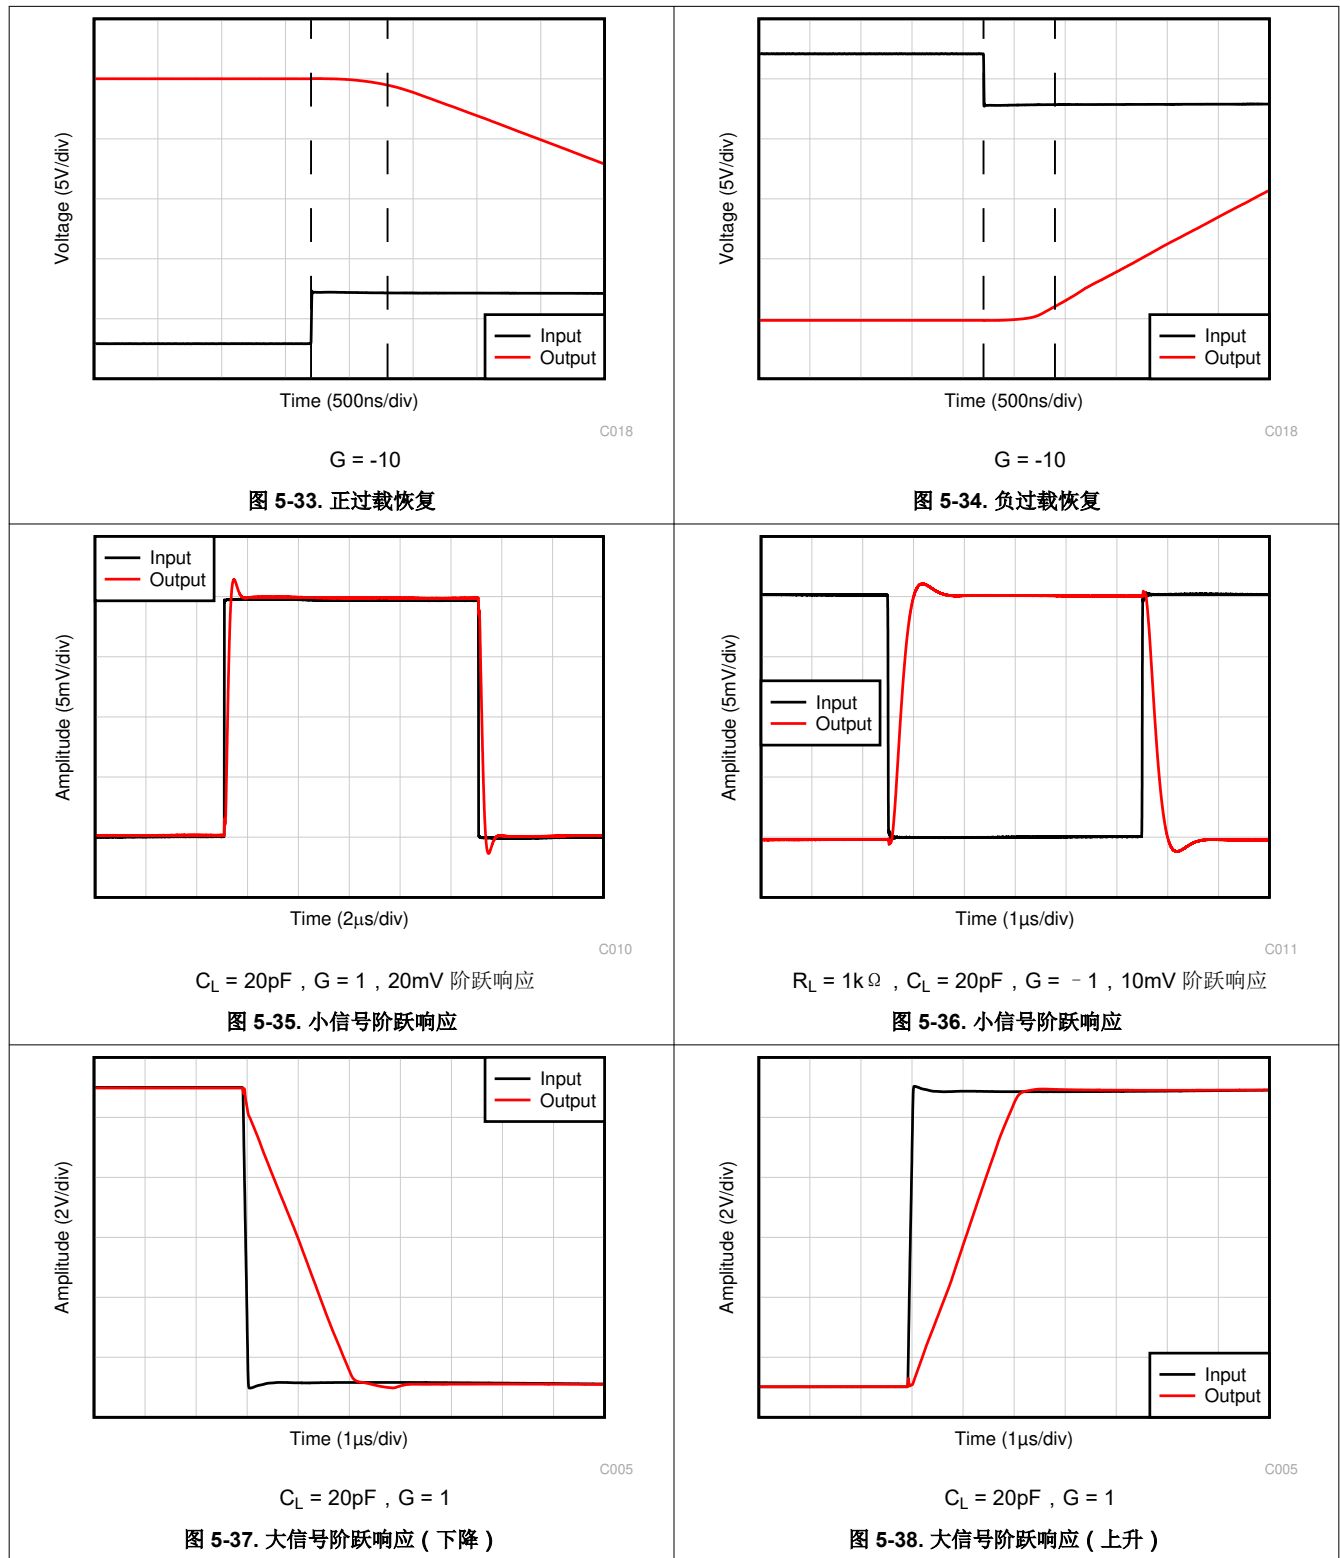 Voltage (5V/div)
Input
Output
Time (500ns/div)
C018
G = -10
图 5-33. 正过载恢复
Voltage (5V/div)
Input
Output
Time (500ns/div)
C018
G = -10
图 5-34. 负过载恢复
Amplitude (5mV/div)
Input
Output
Time (2μs/div)
C010
C_L = 20pF，G = 1，20mV 阶跃响应
图 5-35. 小信号阶跃响应
Amplitude (5mV/div)
Input
Output
Time (1μs/div)
C011
R_L = 1kΩ，C_L = 20pF，G = －1，10mV 阶跃响应
图 5-36. 小信号阶跃响应
Amplitude (2V/div)
Input
Output
Time (1μs/div)
C005
C_L = 20pF，G = 1
图 5-37. 大信号阶跃响应（下降）
Amplitude (2V/div)
Input
Output
Time (1μs/div)
C005
C_L = 20pF，G = 1
图 5-38. 大信号阶跃响应（上升）